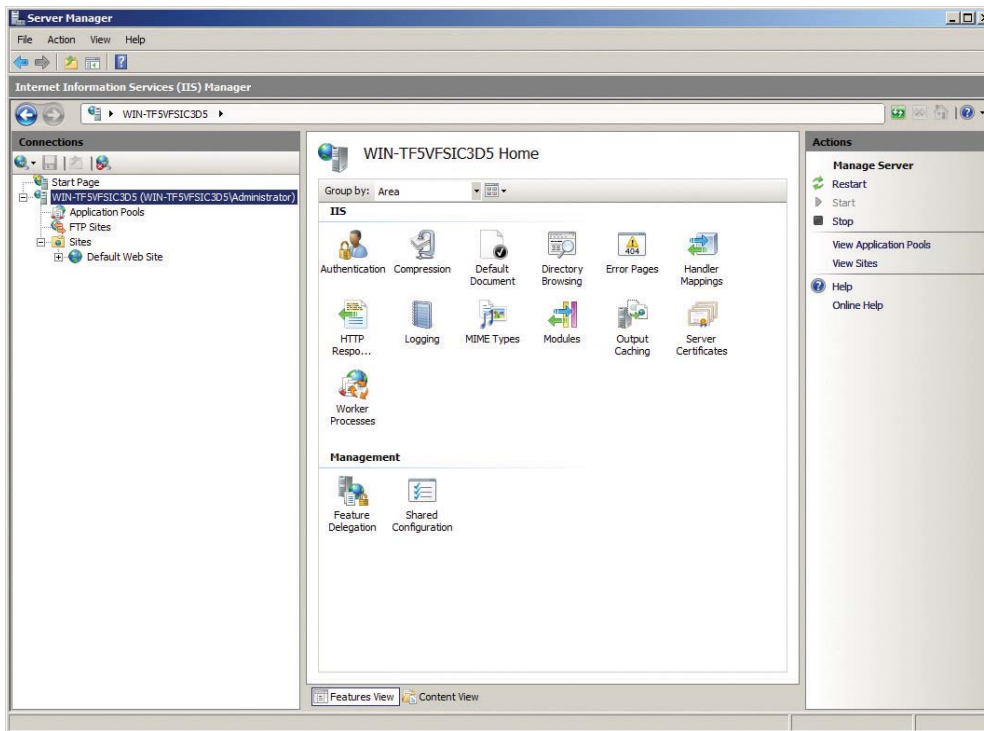 Server Manager
File Action View Help
Internet Information Services (IIS) Manager
WIN-TF5VFSIC3D5
Connections
Start Page
WIN-TF5VFSIC3D5 (WIN-TF5VFSIC3D5\Administrator)
Application Pools
FTP Sites
Sites
Default Web Site
WIN-TF5VFSIC3D5 Home
Group by: Area
IIS
Authentication Compression Default Document Directory Browsing Error Pages Handler Mappings
HTTP Respo... Logging MIME Types Modules Output Caching Server Certificates
Worker Processes
Management
Feature Delegation Shared Configuration
Features View Content View
Actions
Manage Server
Restart
Start
Stop
View Application Pools
View Sites
Help
Online Help
404